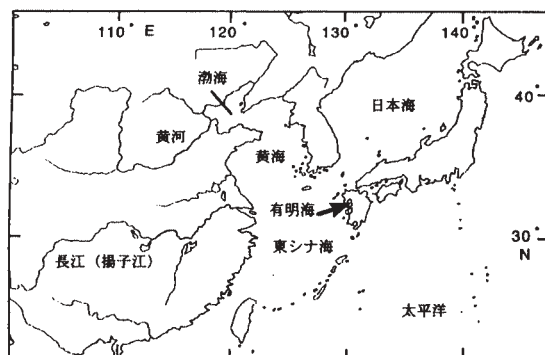 110° E
120°
130°
140°
渤海
40°
日本海
黄河
黄海
有明海
30°
N
東シナ海
長江（揚子江）
太平洋